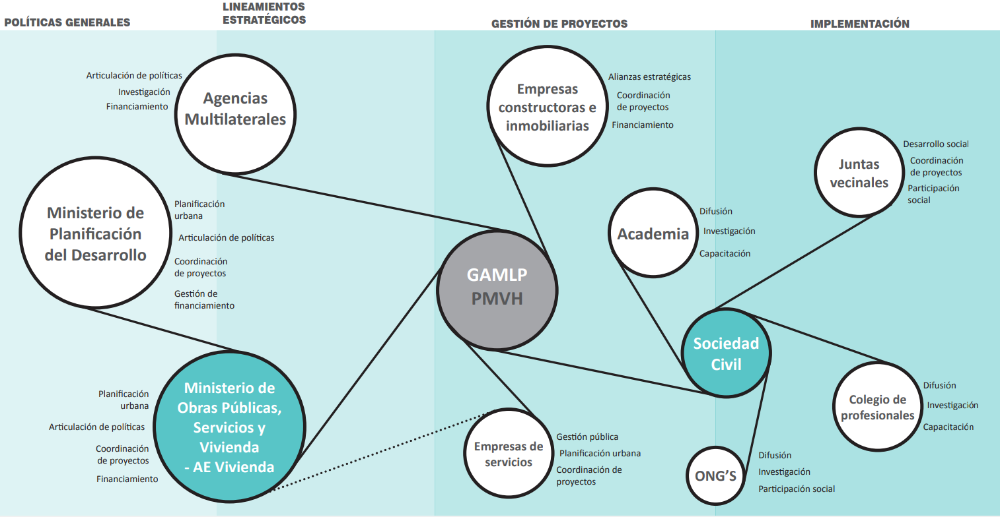 POLÍTICAS GENERALES
LINEAMIENTOS
ESTRATÉGICOS
GESTIÓN DE PROYECTOS
IMPLEMENTACIÓN
Articulación de políticas
Investigación
Financiamiento
Agencias
Multilaterales
Ministerio de
Planificación
del Desarrollo
Planificación
urbana
Articulación de políticas
Coordinación
de proyectos
Gestión de
financiamiento
Planificación
urbana
Articulación de políticas
Coordinación
de proyectos
Financiamiento
Ministerio de
Obras Públicas,
Servicios y
Vivienda
- AE Vivienda
Empresas
constructoras e
inmobiliarias
Alianzas estratégicas
Coordinación
de proyectos
Financiamiento
GAMLP
PMVH
Academia
Difusión
Investigación
Capacitación
Empresas de
servicios
Gestión pública
Planificación urbana
Coordinación de
proyectos
Juntas
vecinales
Desarrollo social
Coordinación
de proyectos
Participación
social
Sociedad
Civil
Colegio de
profesionales
Difusión
Investigación
Capacitación
ONG'S
Difusión
Investigación
Participación social